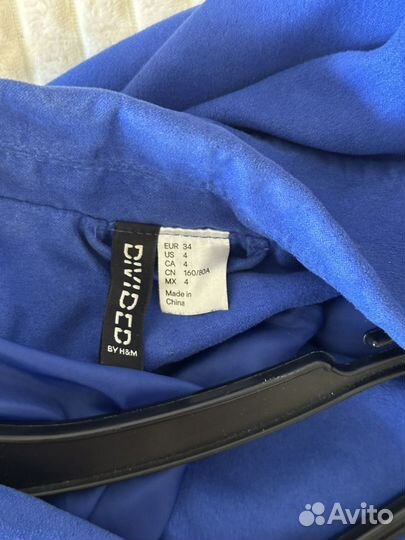 DIVIDED
BY H&M
EUR 34
US 4
CA 4
CN 160/80A
MX 4
Made in
China
Avito